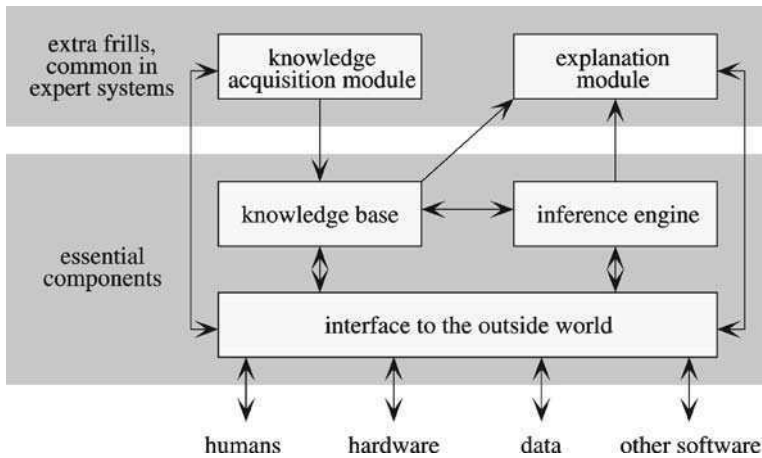 extra frills,
common in
expert systems
knowledge
acquisition module
explanation
module
essential
components
knowledge base
inference engine
interface to the outside world
humans
hardware
data
other software